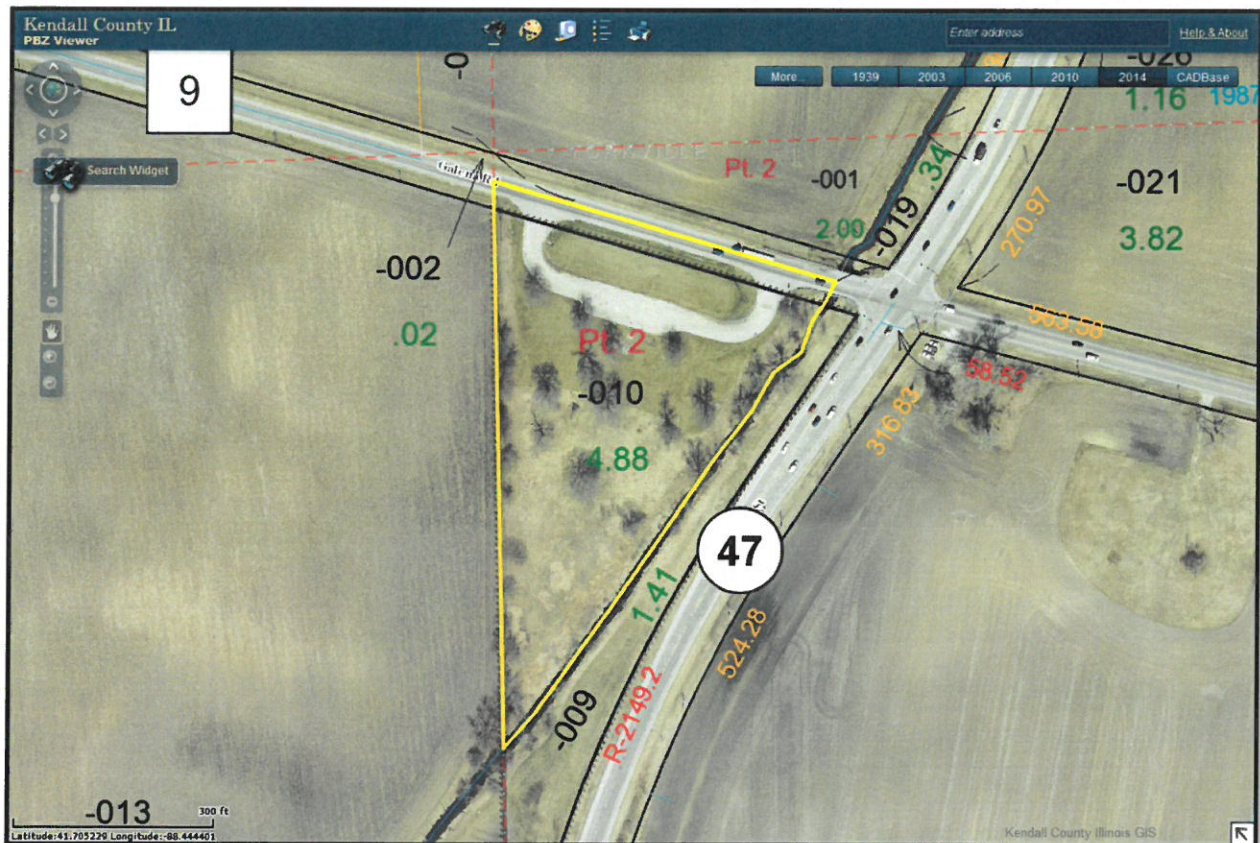 Kendall County IL
PBZ Viewer
Enter address
Help & About
More...
1939
2003
2006
2010
2014
CADBase
9
-0
-026
1.16
1987
Search Widget
Galena Rd
Pt. 2
-001
2.00
-019
.34
-021
3.82
270.97
-002
.02
563.58
58.52
316.83
Pt. 2
-010
4.88
47
1.41
524.28
R-2149.2
-009
-013
300 ft
Latitude:41.705229 Longitude:-88.444401
Kendall County Illinois GIS